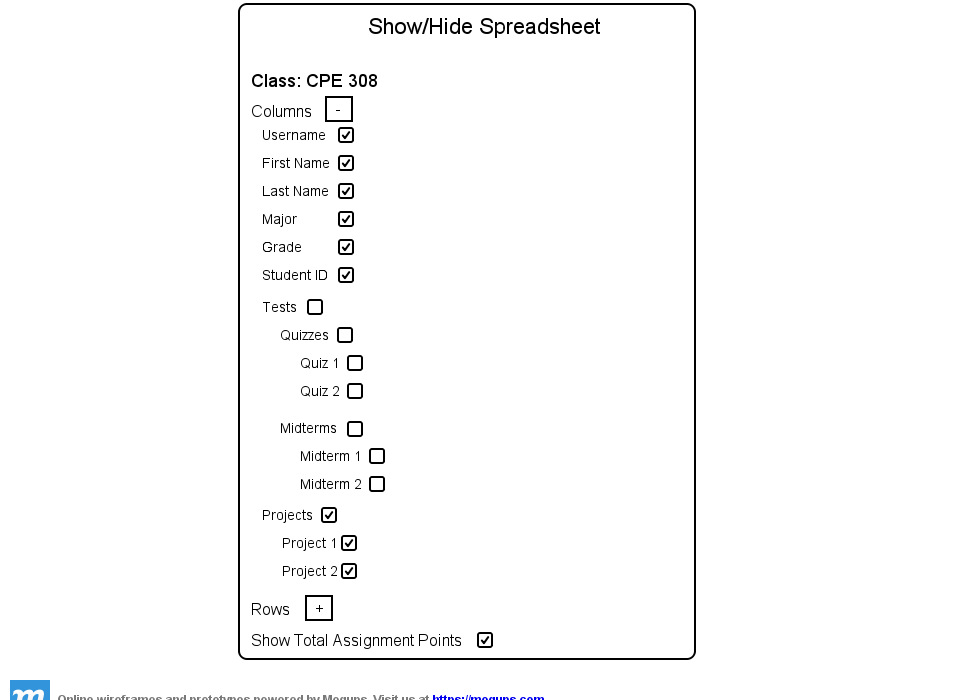 Show/Hide Spreadsheet
Class: CPE 308
Columns -
Username
First Name
Last Name
Major
Grade
Student ID
Tests
Quizzes
Quiz 1
Quiz 2
Midterms
Midterm 1
Midterm 2
Projects
Project 1
Project 2
Rows +
Show Total Assignment Points
m Online wireframes and prototypes powered by Moqups. Visit us at https://moqups.com